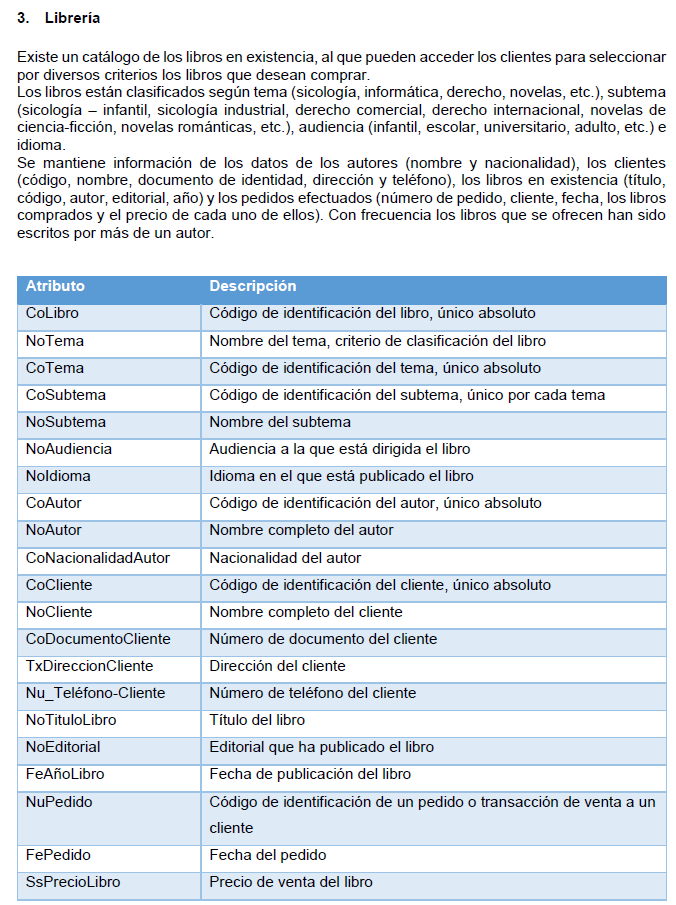 3. Librería
Existe un catálogo de los libros en existencia, al que pueden acceder los clientes para seleccionar
por diversos criterios los libros que desean comprar.
Los libros están clasificados según tema (sicología, informática, derecho, novelas, etc.), subtema
(sicología – infantil, sicología industrial, derecho comercial, derecho internacional, novelas de
ciencia-ficción, novelas románticas, etc.), audiencia (infantil, escolar, universitario, adulto, etc.) e
idioma.
Se mantiene información de los datos de los autores (nombre y nacionalidad), los clientes
(código, nombre, documento de identidad, dirección y teléfono), los libros en existencia (título,
código, autor, editorial, año) y los pedidos efectuados (número de pedido, cliente, fecha, los libros
comprados y el precio de cada uno de ellos). Con frecuencia los libros que se ofrecen han sido
escritos por más de un autor.
Atributo Descripción
CoLibro Código de identificación del libro, único absoluto
NoTema Nombre del tema, criterio de clasificación del libro
CoTema Código de identificación del tema, único absoluto
CoSubtema Código de identificación del subtema, único por cada tema
NoSubtema Nombre del subtema
NoAudiencia Audiencia a la que está dirigida el libro
NoIdioma Idioma en el que está publicado el libro
CoAutor Código de identificación del autor, único absoluto
NoAutor Nombre completo del autor
CoNacionalidadAutor Nacionalidad del autor
CoCliente Código de identificación del cliente, único absoluto
NoCliente Nombre completo del cliente
CoDocumentoCliente Número de documento del cliente
TxDireccionCliente Dirección del cliente
Nu_Teléfono-Cliente Número de teléfono del cliente
NoTituloLibro Título del libro
NoEditorial Editorial que ha publicado el libro
FeAñoLibro Fecha de publicación del libro
NuPedido Código de identificación de un pedido o transacción de venta a un
cliente
FePedido Fecha del pedido
SsPrecioLibro Precio de venta del libro